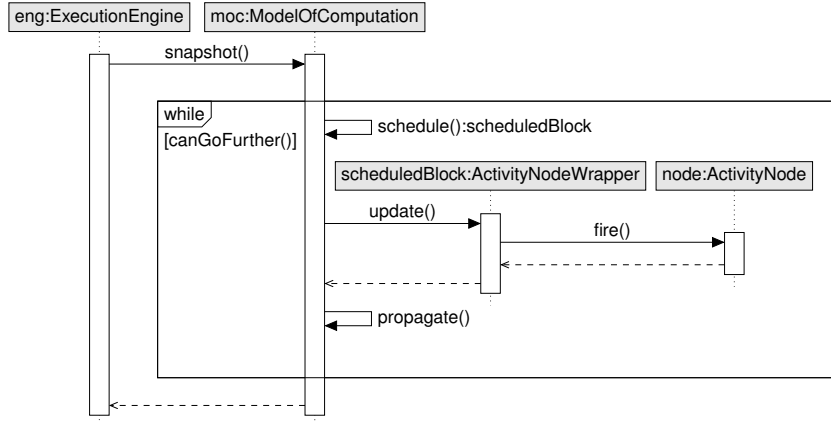 eng:ExecutionEngine
moc:ModelOfComputation
snapshot()
while
[canGoFurther()]
schedule():scheduledBlock
scheduledBlock:ActivityNodeWrapper
node:ActivityNode
update()
fire()
propagate()